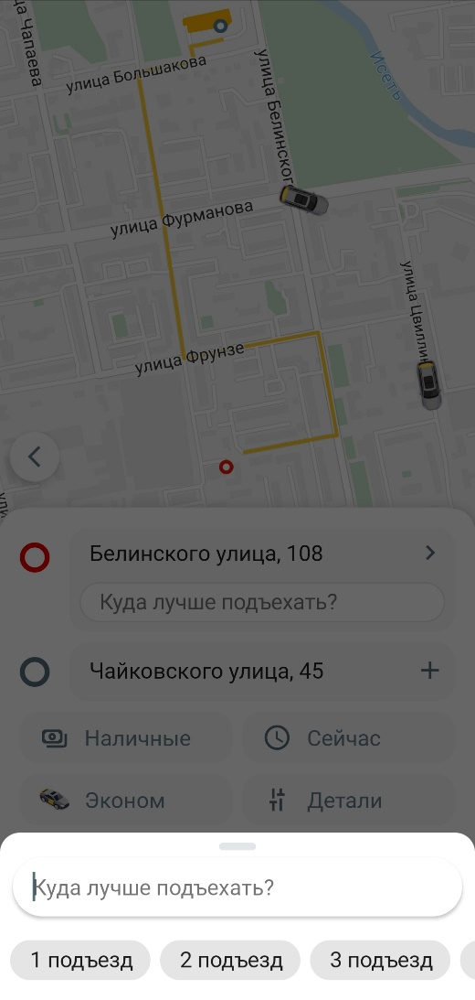 ца Чапаева
улица Большакова
улица Белинског
Исеть
улица Фурманова
улица Цвиллин
улица Фрунзе
Белинского улица, 108
Куда лучше подъехать?
Чайковского улица, 45
Наличные
Сейчас
Эконом
Детали
Куда лучше подъехать?
1 подъезд
2 подъезд
3 подъезд